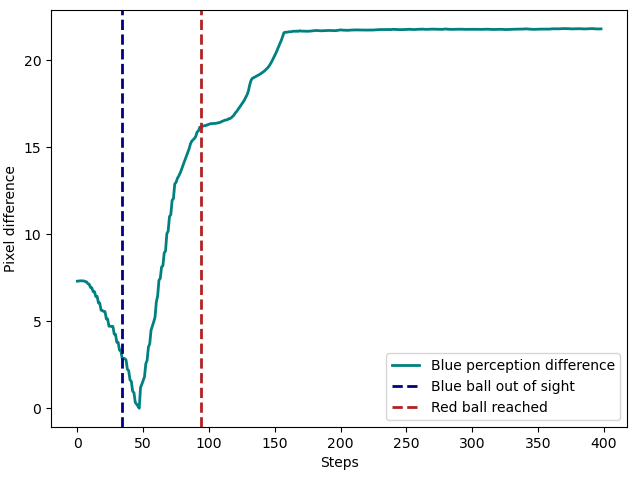 Pixel difference
20
15
10
5
0
Blue perception difference
Blue ball out of sight
Red ball reached
0 50 100 150 200 250 300 350 400
Steps